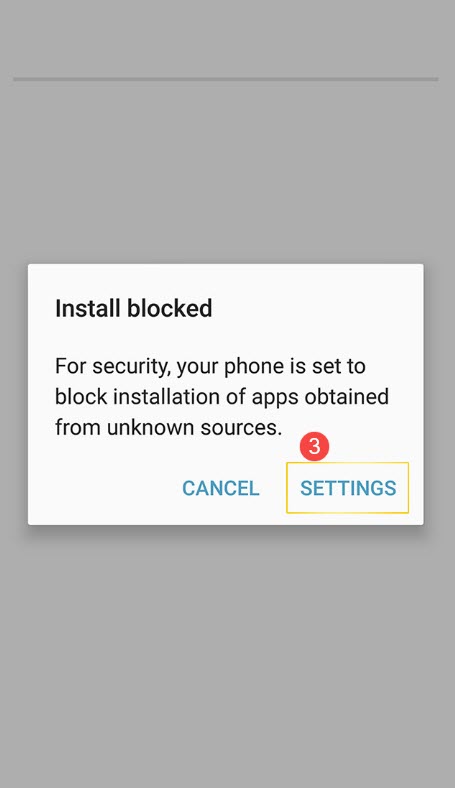 Install blocked
For security, your phone is set to
block installation of apps obtained
from unknown sources.
3
CANCEL SETTINGS